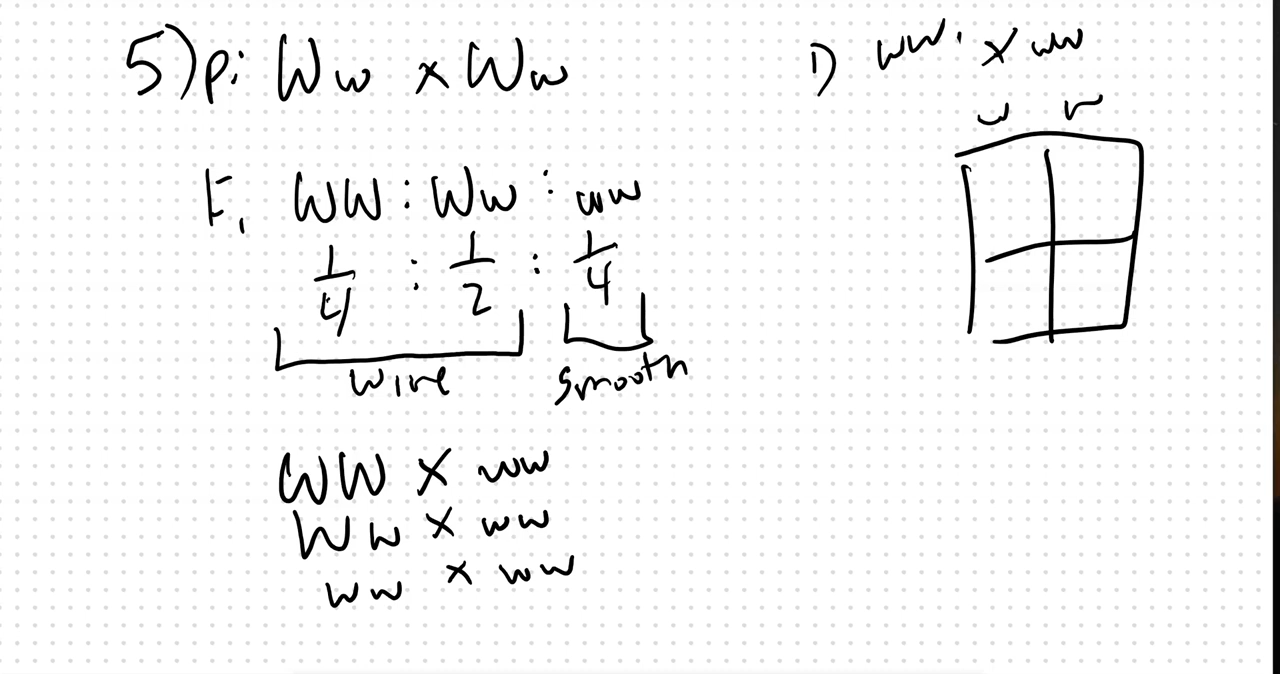 5) P: Ww x Ww
F1 WW : Ww : ww
1/4 : 1/2 : 1/4
wire smooth
WW x ww
Ww x ww
ww x ww
1) ww. x ww
w